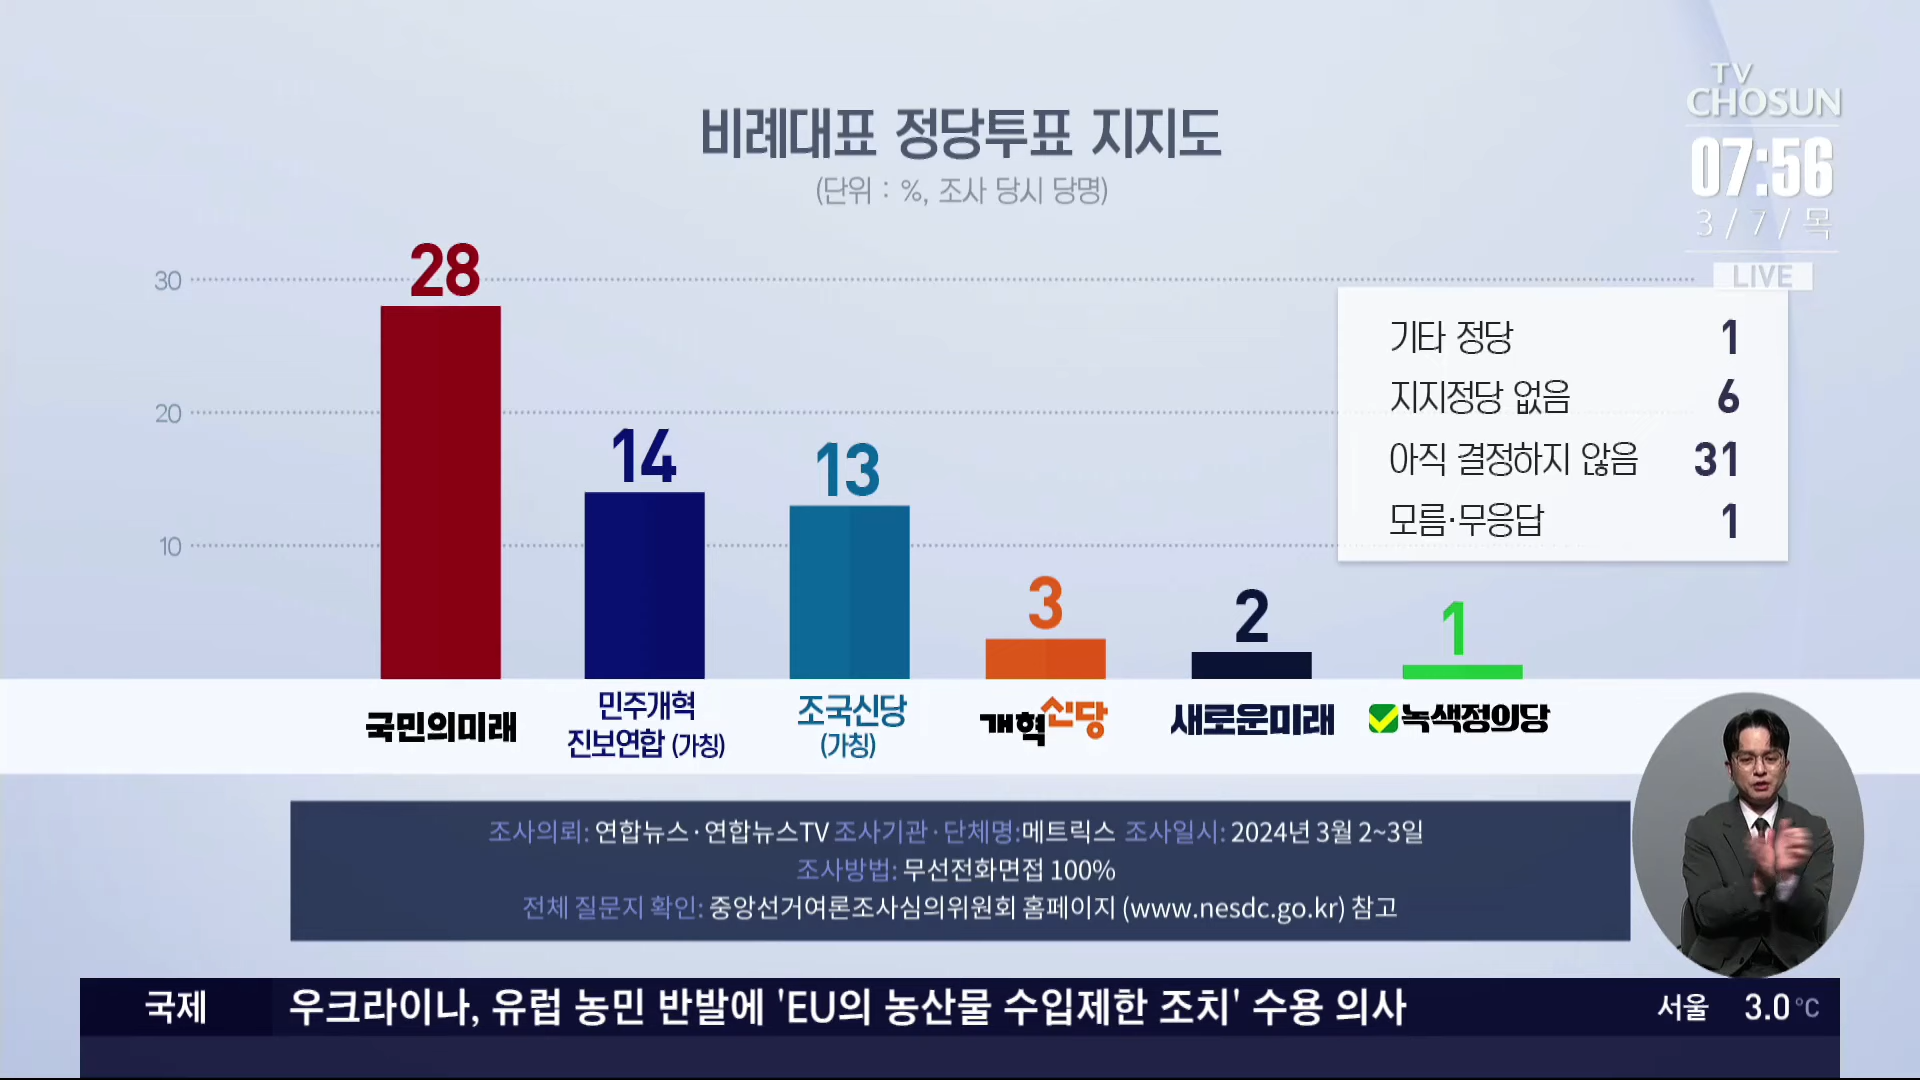 비례대표 정당투표 지지도
(단위 : %, 조사 당시 당명)
TV
CHOSUN
07:56
3 / 7 / 목
LIVE
30
20
10
28
14
13
3
2
1
기타 정당 1
지지정당 없음 6
아직 결정하지 않음 31
모름·무응답 1
국민의미래
민주개혁
진보연합 (가칭)
조국신당
(가칭)
개혁신당
새로운미래
녹색정의당
조사의뢰: 연합뉴스·연합뉴스TV 조사기관·단체명:메트릭스 조사일시: 2024년 3월 2~3일
조사방법: 무선전화면접 100%
전체 질문지 확인: 중앙선거여론조사심의위원회 홈페이지 (www.nesdc.go.kr) 참고
국제 우크라이나, 유럽 농민 반발에 'EU의 농산물 수입제한 조치' 수용 의사 서울 3.0℃